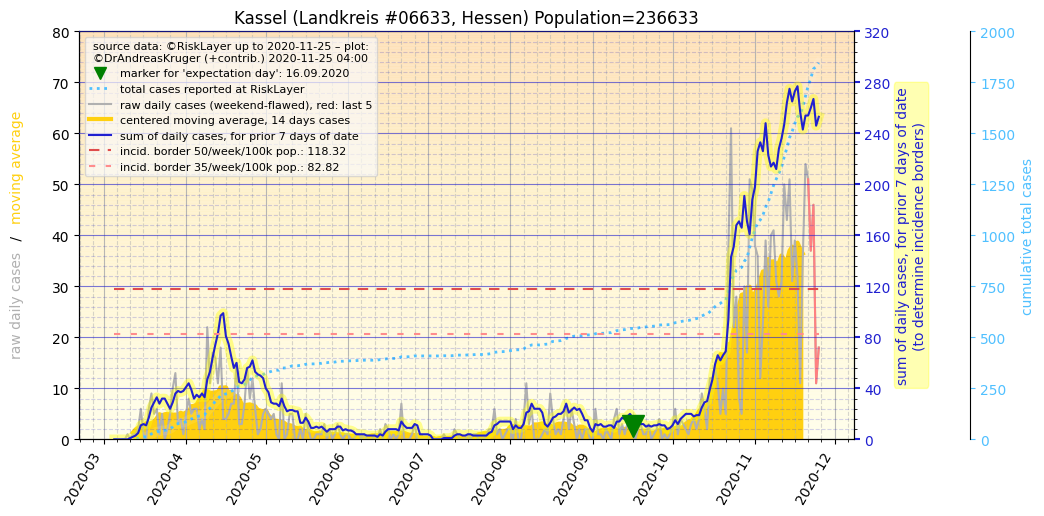 Kassel (Landkreis #06633, Hessen) Population=236633
source data: ©RiskLayer up to 2020-11-25 – plot:
©DrAndreasKruger (+contrib.) 2020-11-25 04:00
marker for 'expectation day': 16.09.2020
total cases reported at RiskLayer
raw daily cases (weekend-flawed), red: last 5
centered moving average, 14 days cases
sum of daily cases, for prior 7 days of date
incid. border 50/week/100k pop.: 118.32
incid. border 35/week/100k pop.: 82.82
raw daily cases / moving average
80
70
60
50
40
30
20
10
0
2020-03
2020-04
2020-05
2020-06
2020-07
2020-08
2020-09
2020-10
2020-11
2020-12
320
280
240
200
160
120
80
40
0
sum of daily cases, for prior 7 days of date
(to determine incidence borders)
2000
1750
1500
1250
1000
750
500
250
0
cumulative total cases